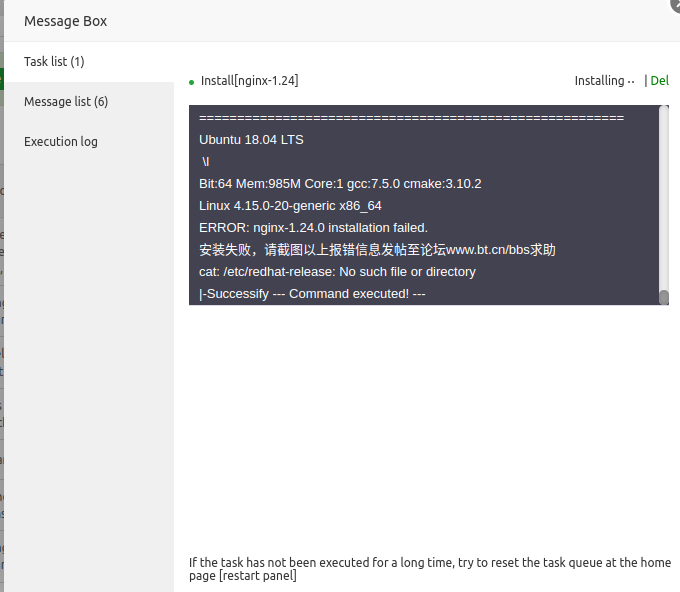 Message Box
Task list (1)
Message list (6)
Execution log
Install[nginx-1.24]
Installing ·· | Del
========================================================
Ubuntu 18.04 LTS
\l
Bit:64 Mem:985M Core:1 gcc:7.5.0 cmake:3.10.2
Linux 4.15.0-20-generic x86_64
ERROR: nginx-1.24.0 installation failed.
安装失败，请截图以上报错信息发帖至论坛www.bt.cn/bbs求助
cat: /etc/redhat-release: No such file or directory
|-Successify --- Command executed! ---
If the task has not been executed for a long time, try to reset the task queue at the home
page [restart panel]